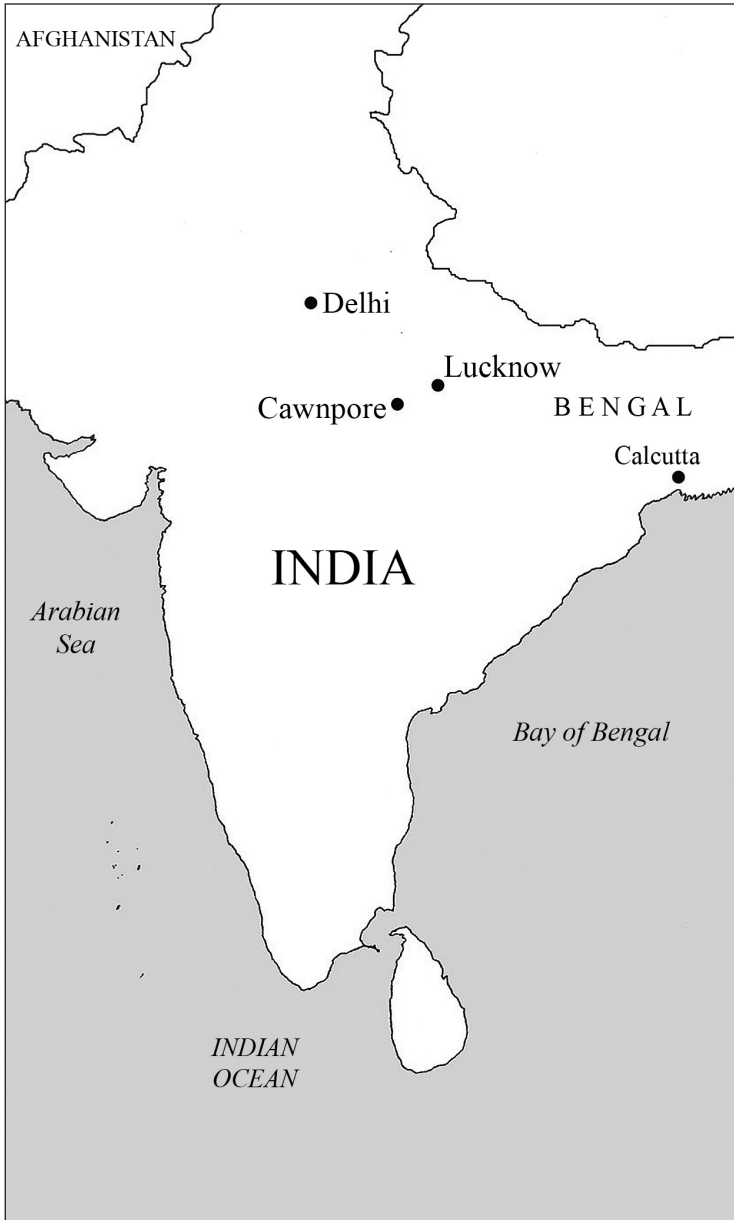 AFGHANISTAN
Delhi
Lucknow
Cawnpore
BENGAL
Calcutta
INDIA
Arabian
Sea
Bay of Bengal
INDIAN
OCEAN